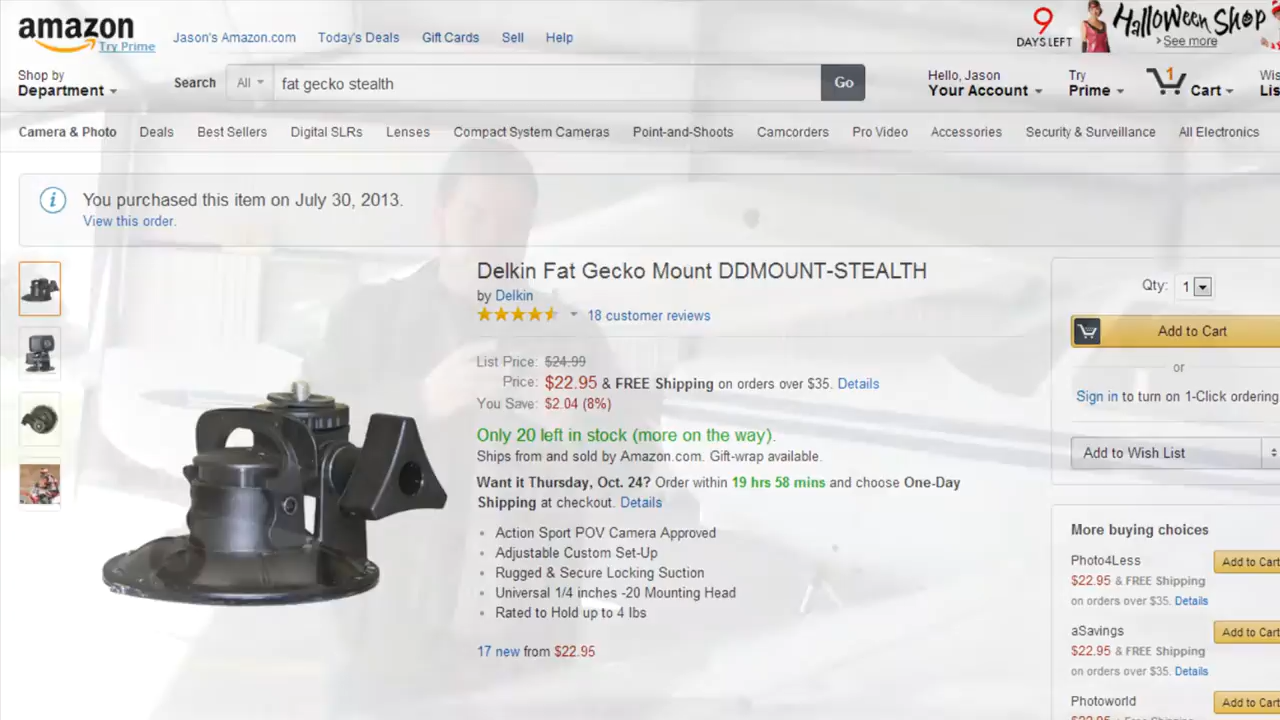 amazon
Try Prime
Jason's Amazon.com Today's Deals Gift Cards Sell Help
9
DAYS LEFT
Halloween Shop
See more
Shop by
Department
Search All fat gecko stealth Go
Hello, Jason
Your Account
Try
Prime
1
Cart
Wis
Lis
Camera & Photo Deals Best Sellers Digital SLRs Lenses Compact System Cameras Point-and-Shoots Camcorders Pro Video Accessories Security & Surveillance All Electronics
i
You purchased this item on July 30, 2013.
View this order.
Delkin Fat Gecko Mount DDMOUNT-STEALTH
by Delkin
18 customer reviews
List Price: $24.99
Price: $22.95 & FREE Shipping on orders over $35. Details
You Save: $2.04 (8%)
Only 20 left in stock (more on the way).
Ships from and sold by Amazon.com. Gift-wrap available.
Want it Thursday, Oct. 24? Order within 19 hrs 58 mins and choose One-Day
Shipping at checkout. Details
• Action Sport POV Camera Approved
• Adjustable Custom Set-Up
• Rugged & Secure Locking Suction
• Universal 1/4 inches -20 Mounting Head
• Rated to Hold up to 4 lbs
17 new from $22.95
Qty: 1
Add to Cart
or
Sign in to turn on 1-Click ordering
Add to Wish List
More buying choices
Photo4Less
Add to Cart
$22.95 & FREE Shipping
on orders over $35. Details
aSavings
Add to Cart
$22.95 & FREE Shipping
on orders over $35. Details
Photoworld
Add to Cart